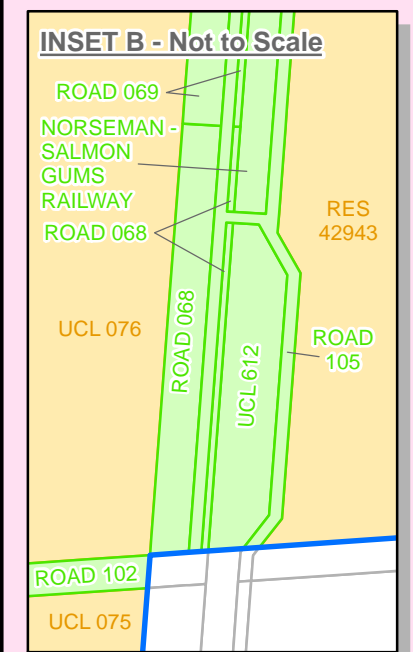 INSET B - Not to Scale
ROAD 069
NORSEMAN -
SALMON
GUMS
RAILWAY
ROAD 068
RES
42943
UCL 076
ROAD 068
UCL 612
ROAD
105
ROAD 102
UCL 075